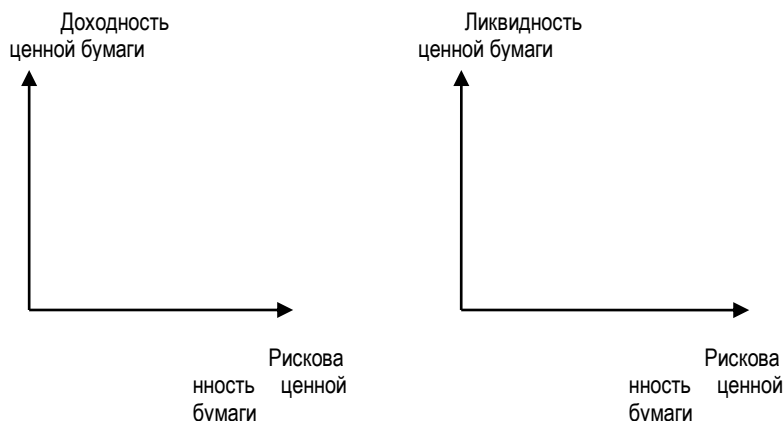 Доходность
ценной бумаги
Ликвидность
ценной бумаги
Рискова
нность ценной
бумаги
Рискова
нность ценной
бумаги